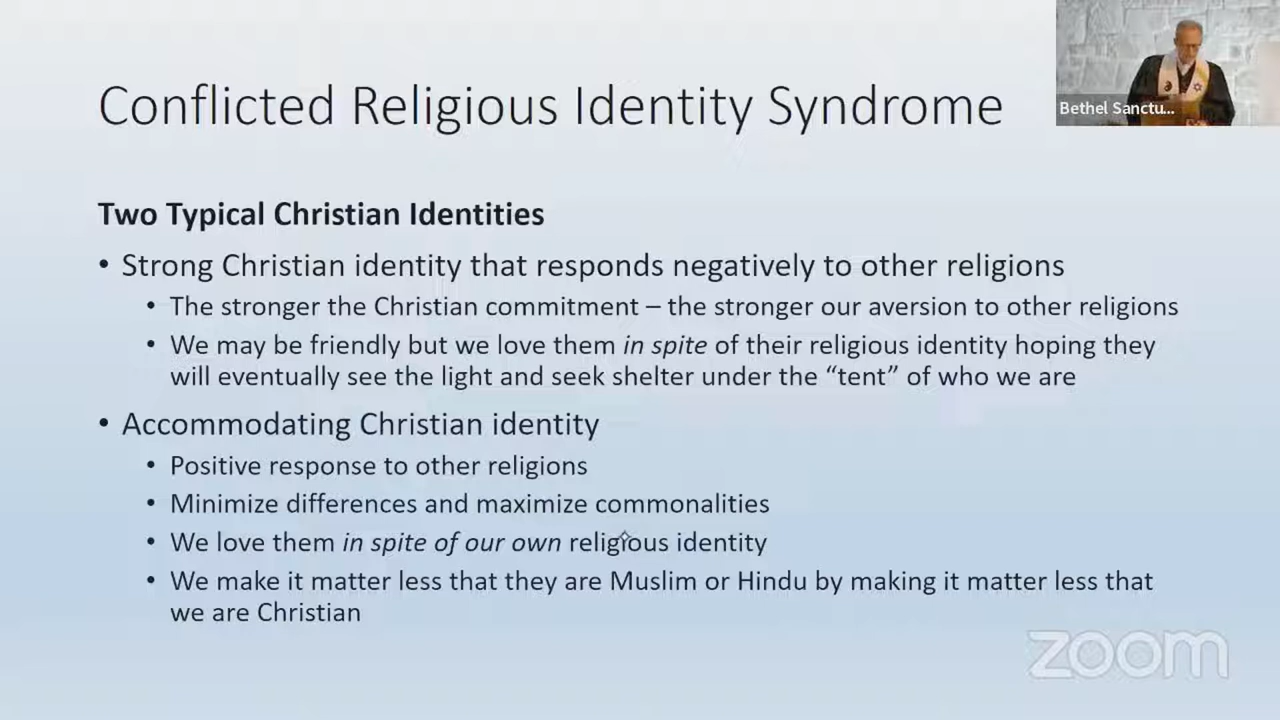 Conflicted Religious Identity Syndrome
Bethel Sanctu...
Two Typical Christian Identities
• Strong Christian identity that responds negatively to other religions
• The stronger the Christian commitment – the stronger our aversion to other religions
• We may be friendly but we love them in spite of their religious identity hoping they
will eventually see the light and seek shelter under the “tent” of who we are
• Accommodating Christian identity
• Positive response to other religions
• Minimize differences and maximize commonalities
• We love them in spite of our own religious identity
• We make it matter less that they are Muslim or Hindu by making it matter less that
we are Christian
zoom